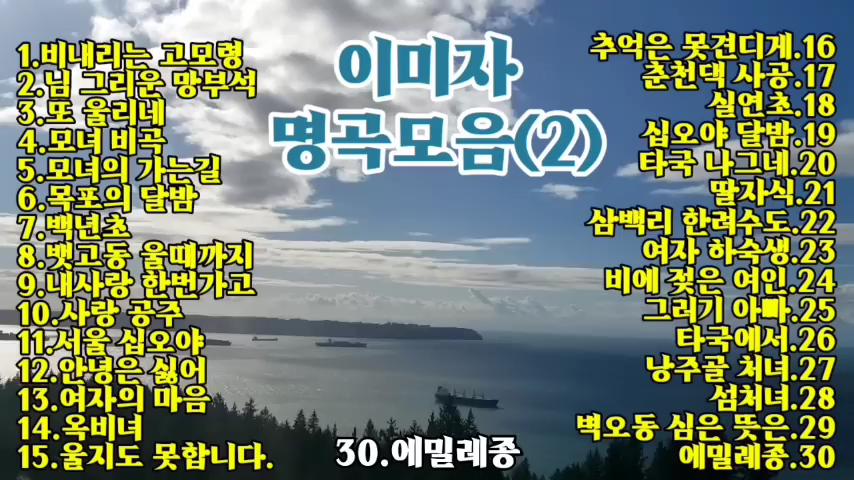 이미자
명곡모음(2)
1.비내리는 고모령
2.님 그리운 망부석
3.또 울리네
4.모녀 비곡
5.모녀의 가는길
6.목포의 달밤
7.백년초
8.뱃고동 울때까지
9.내사랑 한번가고
10.사랑 공주
11.서울 십오야
12.안녕은 싫어
13.여자의 마음
14.옥비녀
15.울지도 못합니다.
추억은 못견디게.16
춘천댁 사공.17
실연초.18
십오야 달밤.19
타국 나그네.20
딸자식.21
삼백리 한려수도.22
여자 하숙생.23
비에 젖은 여인.24
그러기 아빠.25
타국에서.26
낭주골 처녀.27
섬처녀.28
벽오동 심은 뜻은.29
에밀레종.30
30.에밀레종